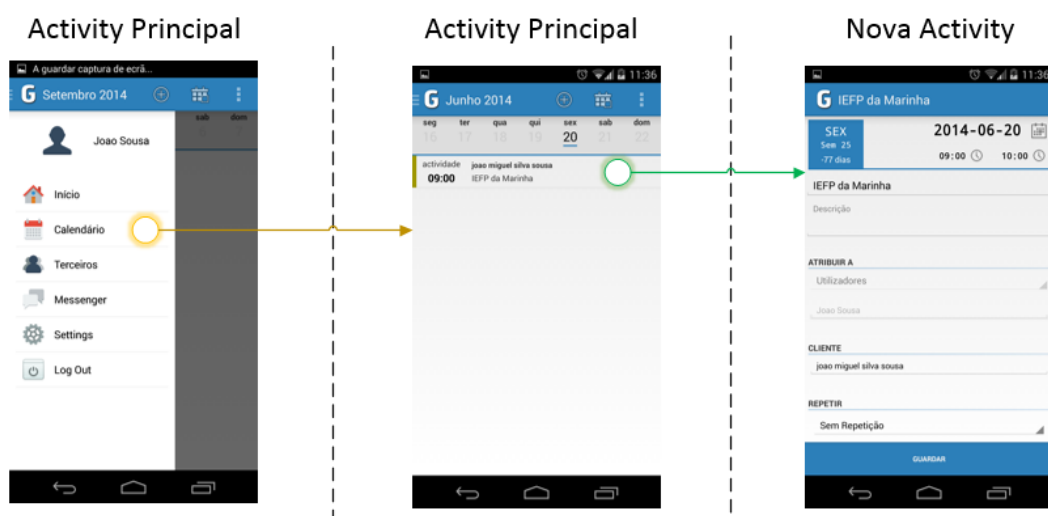 Activity Principal
A guardar captura de ecrã...
G Setembro 2014
sab dom
6 7
Joao Sousa
Início
Calendário
Terceiros
Messenger
Settings
Log Out
Activity Principal
11:36
G Junho 2014
seg ter qua qui sex sab dom
16 17 18 19 20 21 22
actividade joao miguel silva sousa
09:00 IEFP da Marinha
Nova Activity
11:36
G IEFP da Marinha
SEX
Sem 25
-77 dias
2014-06-20
09:00 10:00
IEFP da Marinha
Descrição
ATRIBUIR A
Utilizadores
Joao Sousa
CLIENTE
joao miguel silva sousa
REPETIR
Sem Repetição
GUARDAR